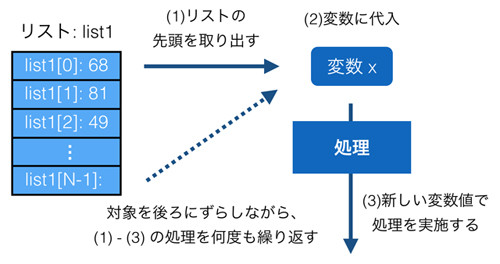 リスト: list1
list1[0]: 68
list1[1]: 81
list1[2]: 49
⋮
list1[N-1]:
(1)リストの
先頭を取り出す
(2)変数に代入
変数 x
処理
(3)新しい変数値で
処理を実施する
対象を後ろにずらしながら、
(1) - (3) の処理を何度も繰り返す